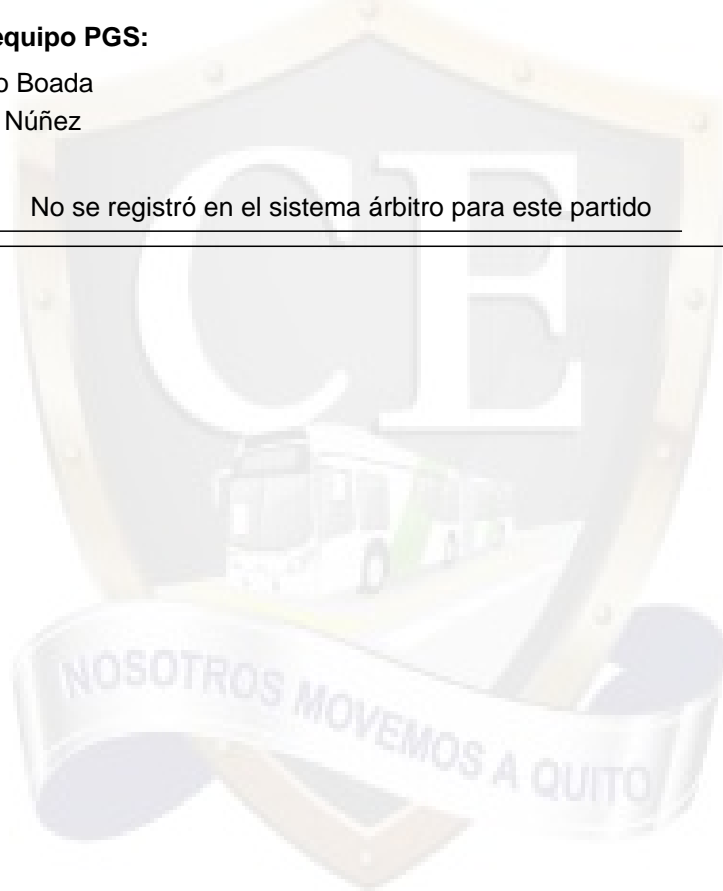 equipo PGS:
o Boada
Núñez
No se registró en el sistema árbitro para este partido
CE
NOSOTROS MOVEMOS A QUITO